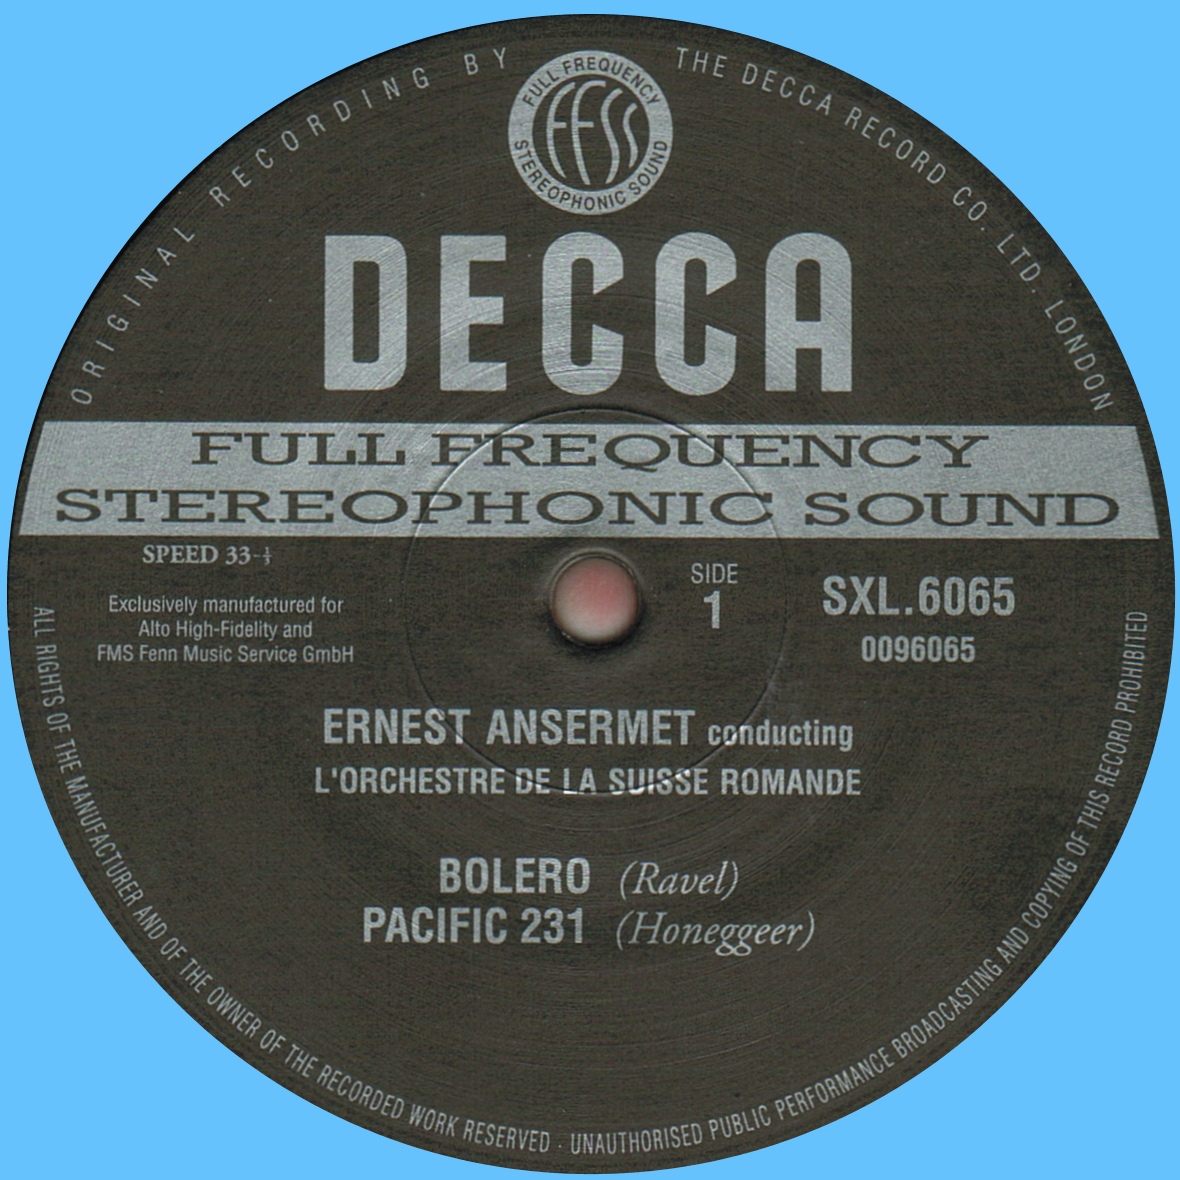 ORIGINAL RECORDING BY
THE DECCA RECORD CO. LTD. LONDON
FULL FREQUENCY
FFSS
STEREOPHONIC SOUND
DECCA
FULL FREQUENCY
STEREOPHONIC SOUND
SPEED 33-⅓
Exclusively manufactured for
Alto High-Fidelity and
FMS Fenn Music Service GmbH
SIDE
1
SXL.6065
0096065
ERNEST ANSERMET conducting
L'ORCHESTRE DE LA SUISSE ROMANDE
BOLERO (Ravel)
PACIFIC 231 (Honeggeer)
ALL RIGHTS OF THE MANUFACTURER AND OF THE OWNER OF THE RECORDED WORK RESERVED · UNAUTHORISED PUBLIC PERFORMANCE BROADCASTING AND COPYING OF THIS RECORD PROHIBITED